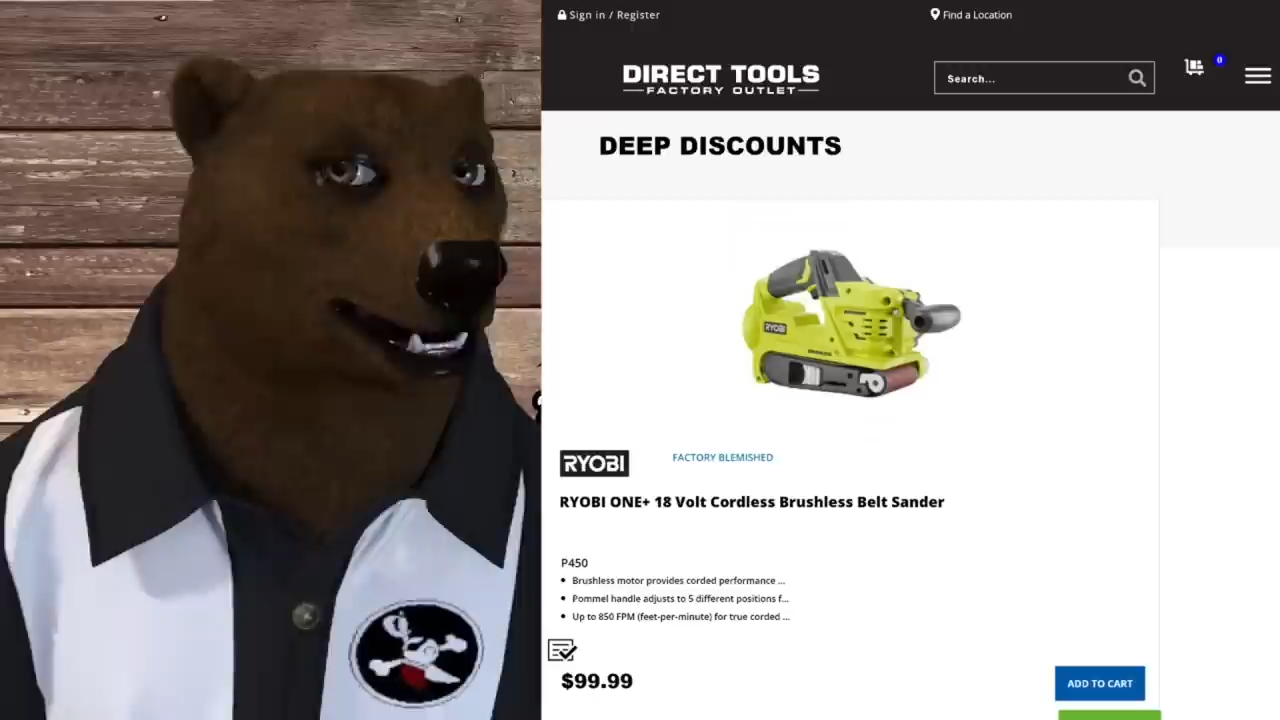 Sign in / Register
Find a Location
DIRECT TOOLS
FACTORY OUTLET
Search...
0
DEEP DISCOUNTS
RYOBI
RYOBI
FACTORY BLEMISHED
RYOBI ONE+ 18 Volt Cordless Brushless Belt Sander
P450
Brushless motor provides corded performance ...
Pommel handle adjusts to 5 different positions f...
Up to 850 FPM (feet-per-minute) for true corded ...
$99.99
ADD TO CART